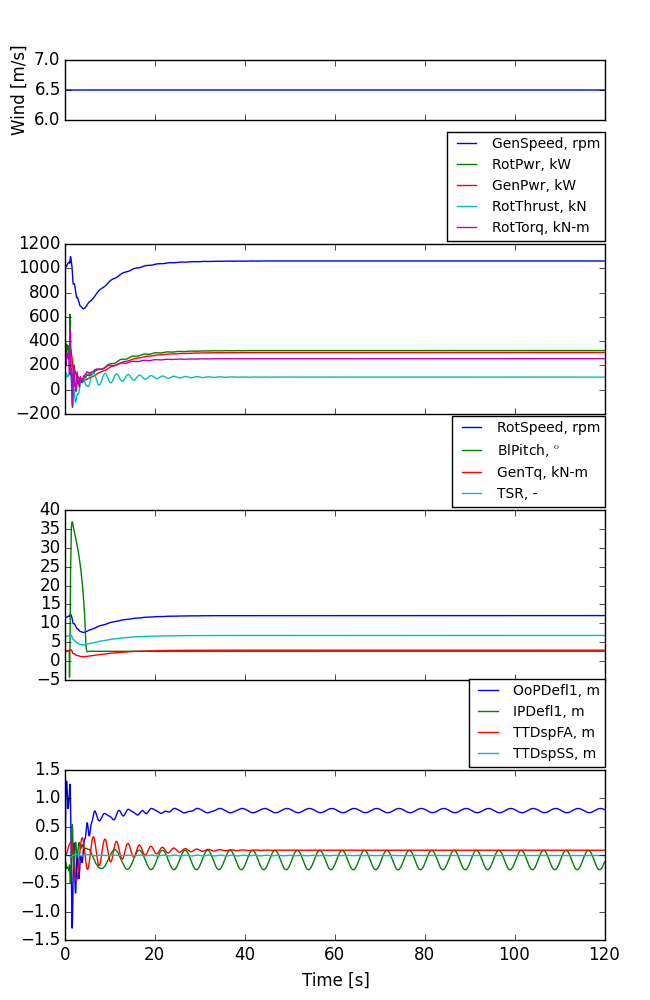 Wind [m/s]
7.0
6.5
6.0
GenSpeed, rpm
RotPwr, kW
GenPwr, kW
RotThrust, kN
RotTorq, kN-m
1200
1000
800
600
400
200
0
−200
RotSpeed, rpm
BlPitch, °
GenTq, kN-m
TSR, -
40
35
30
25
20
15
10
5
0
−5
OoPDefl1, m
IPDefl1, m
TTDspFA, m
TTDspSS, m
1.5
1.0
0.5
0.0
−0.5
−1.0
−1.5
0 20 40 60 80 100 120
Time [s]